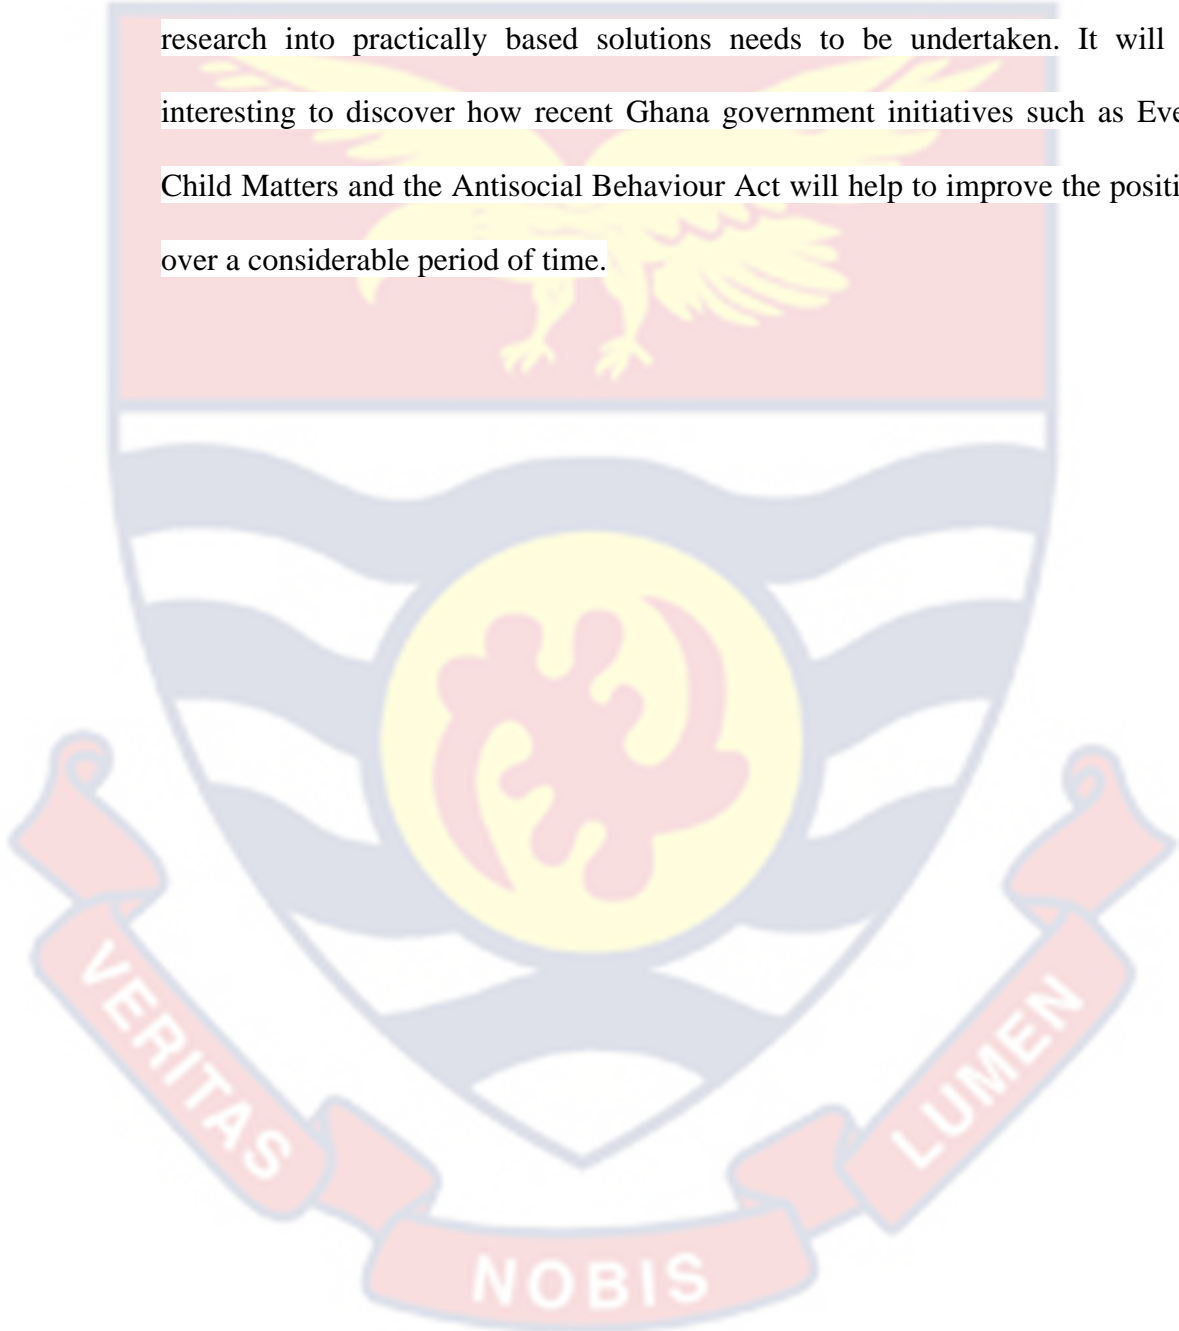 research into practically based solutions needs to be undertaken. It will
interesting to discover how recent Ghana government initiatives such as Eve
Child Matters and the Antisocial Behaviour Act will help to improve the positi
over a considerable period of time.
VERITAS
NOBIS
LUMEN